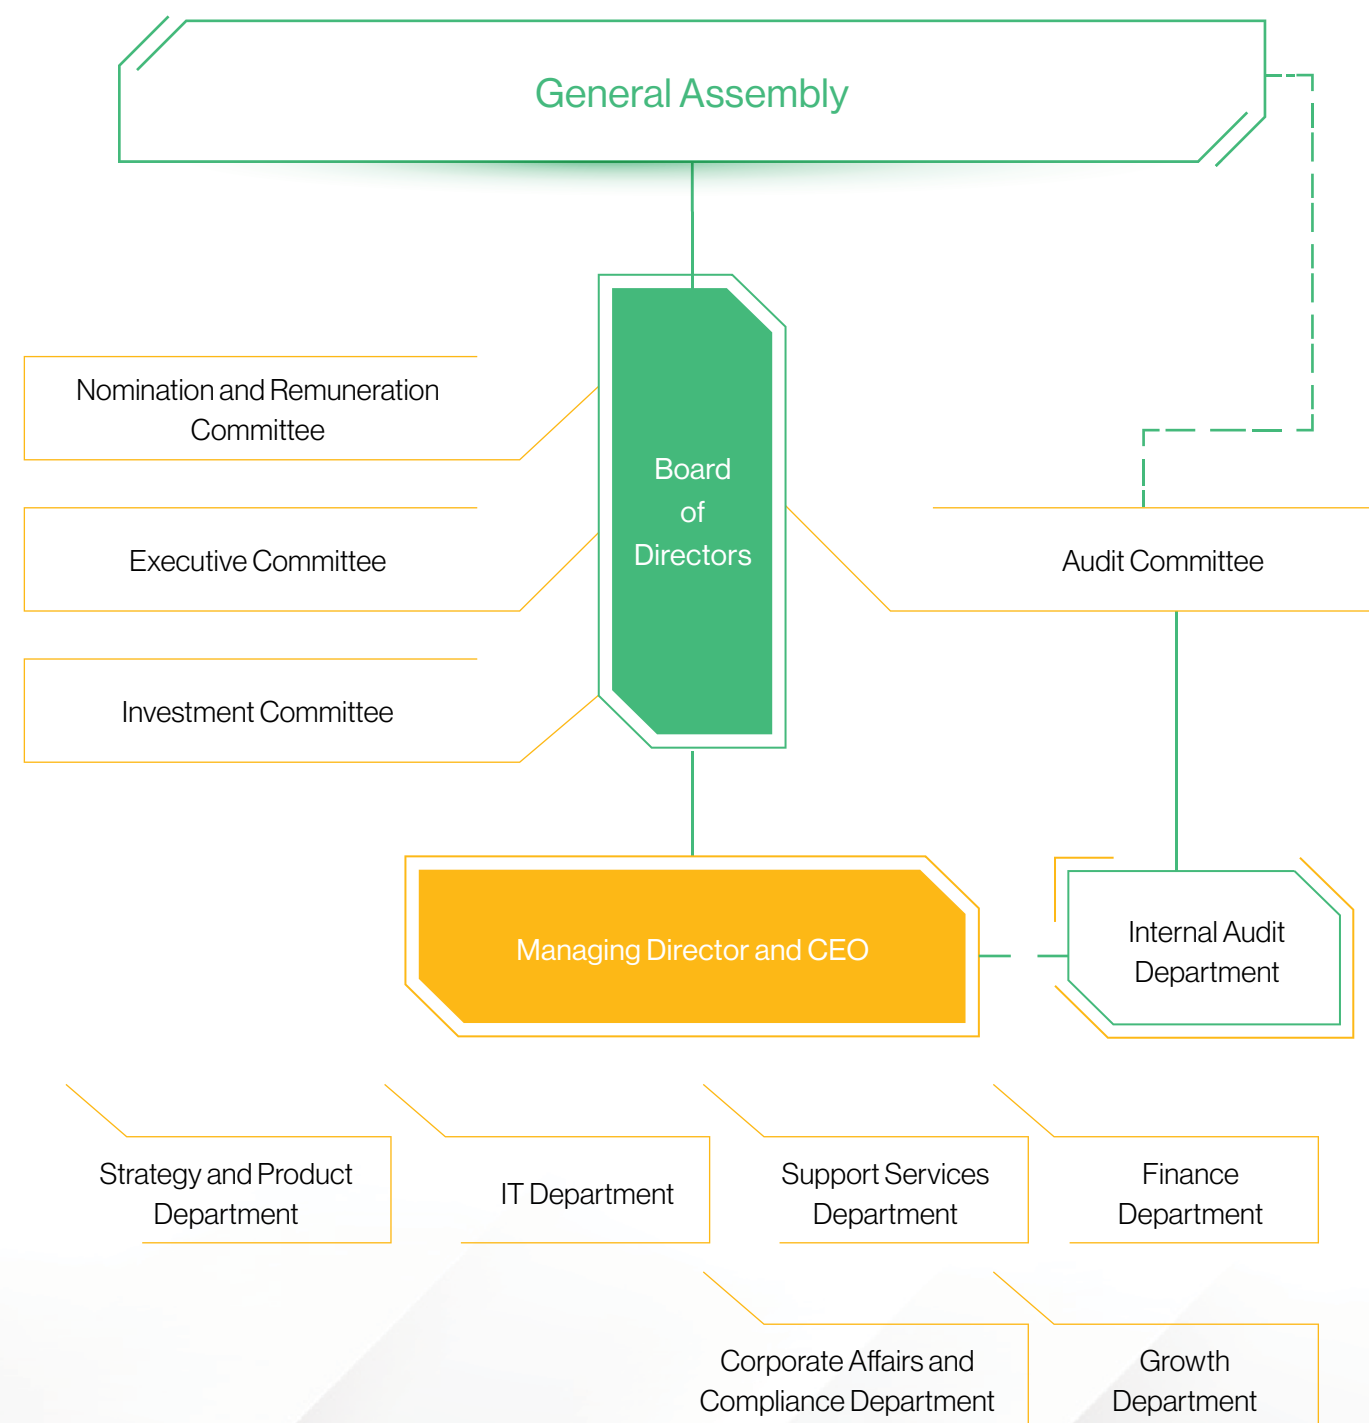 General Assembly
Nomination and Remuneration
Committee
Board
of
Directors
Executive Committee
Audit Committee
Investment Committee
Managing Director and CEO
Internal Audit
Department
Strategy and Product
Department
IT Department
Support Services
Department
Finance
Department
Corporate Affairs and
Compliance Department
Growth
Department